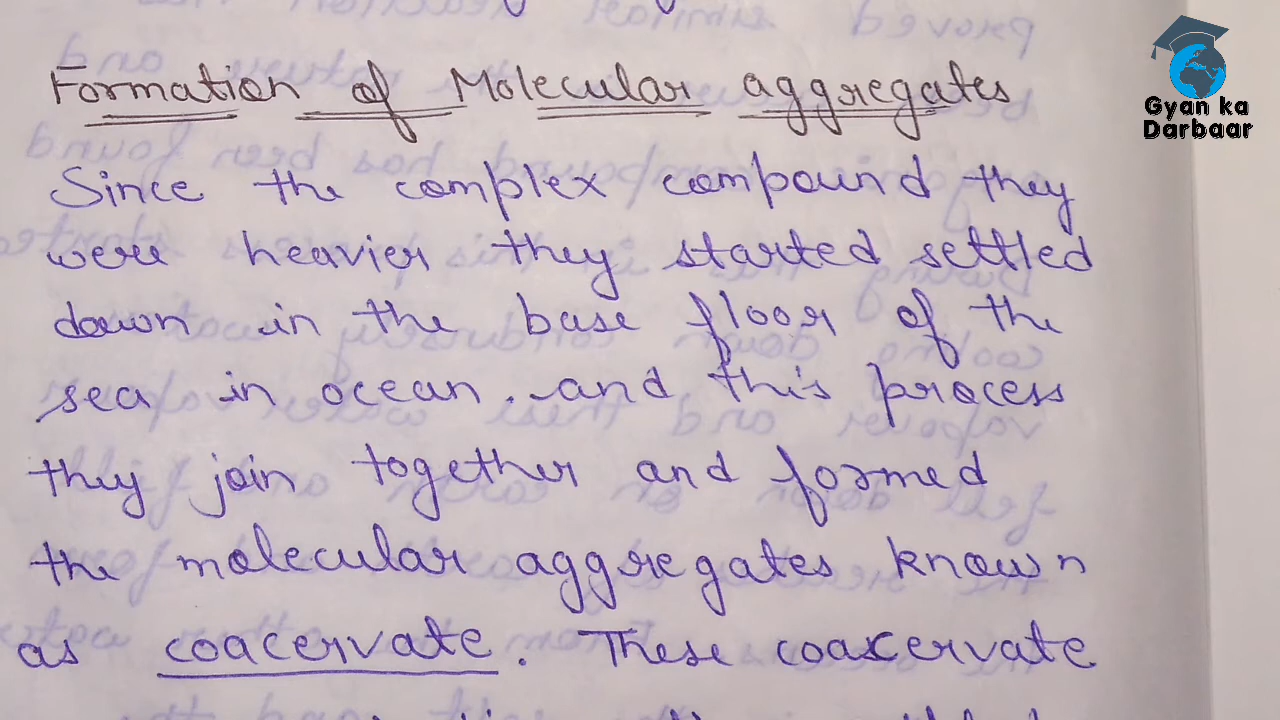 Formation of Molecular aggregates
Gyan ka
Darbaar
Since the complex compound they
were heavier they started settled
down in the base floor of the
sea in ocean. and this process
they join together and formed
the molecular aggregates known
as coacervate. These coacervate